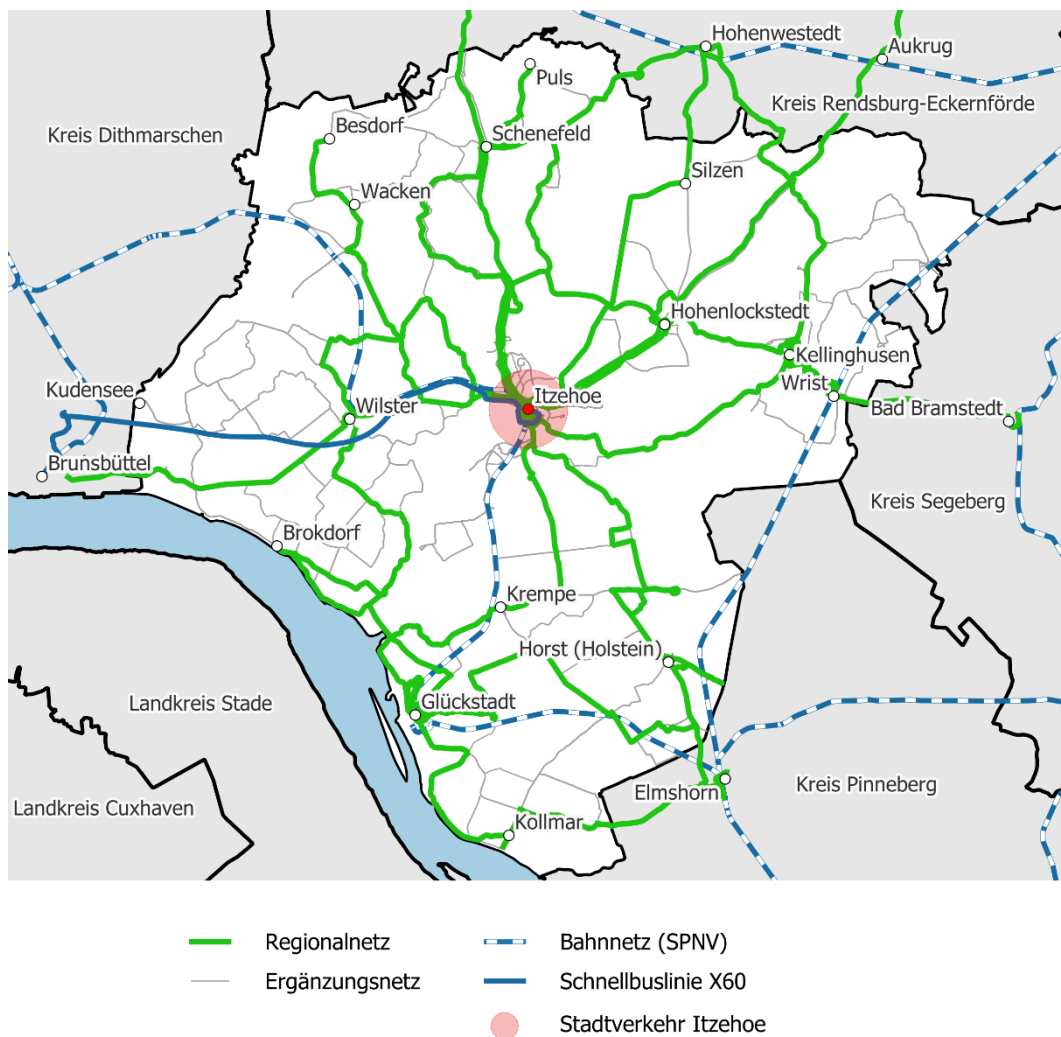 Hohenwestedt
Aukrug
Puls
Kreis Rendsburg-Eckernförde
Kreis Dithmarschen
Besdorf
Schenefeld
Silzen
Wacken
Hohenlockstedt
Kellinghusen
Kudensee
Itzehoe
Wrist
Wilster
Bad Bramstedt
Brunsbüttel
Kreis Segeberg
Brokdorf
Krempe
Horst (Holstein)
Landkreis Stade
Glückstadt
Kreis Pinneberg
Elmshorn
Landkreis Cuxhaven
Kollmar
Regionalnetz
Bahnnetz (SPNV)
Ergänzungsnetz
Schnellbuslinie X60
Stadtverkehr Itzehoe